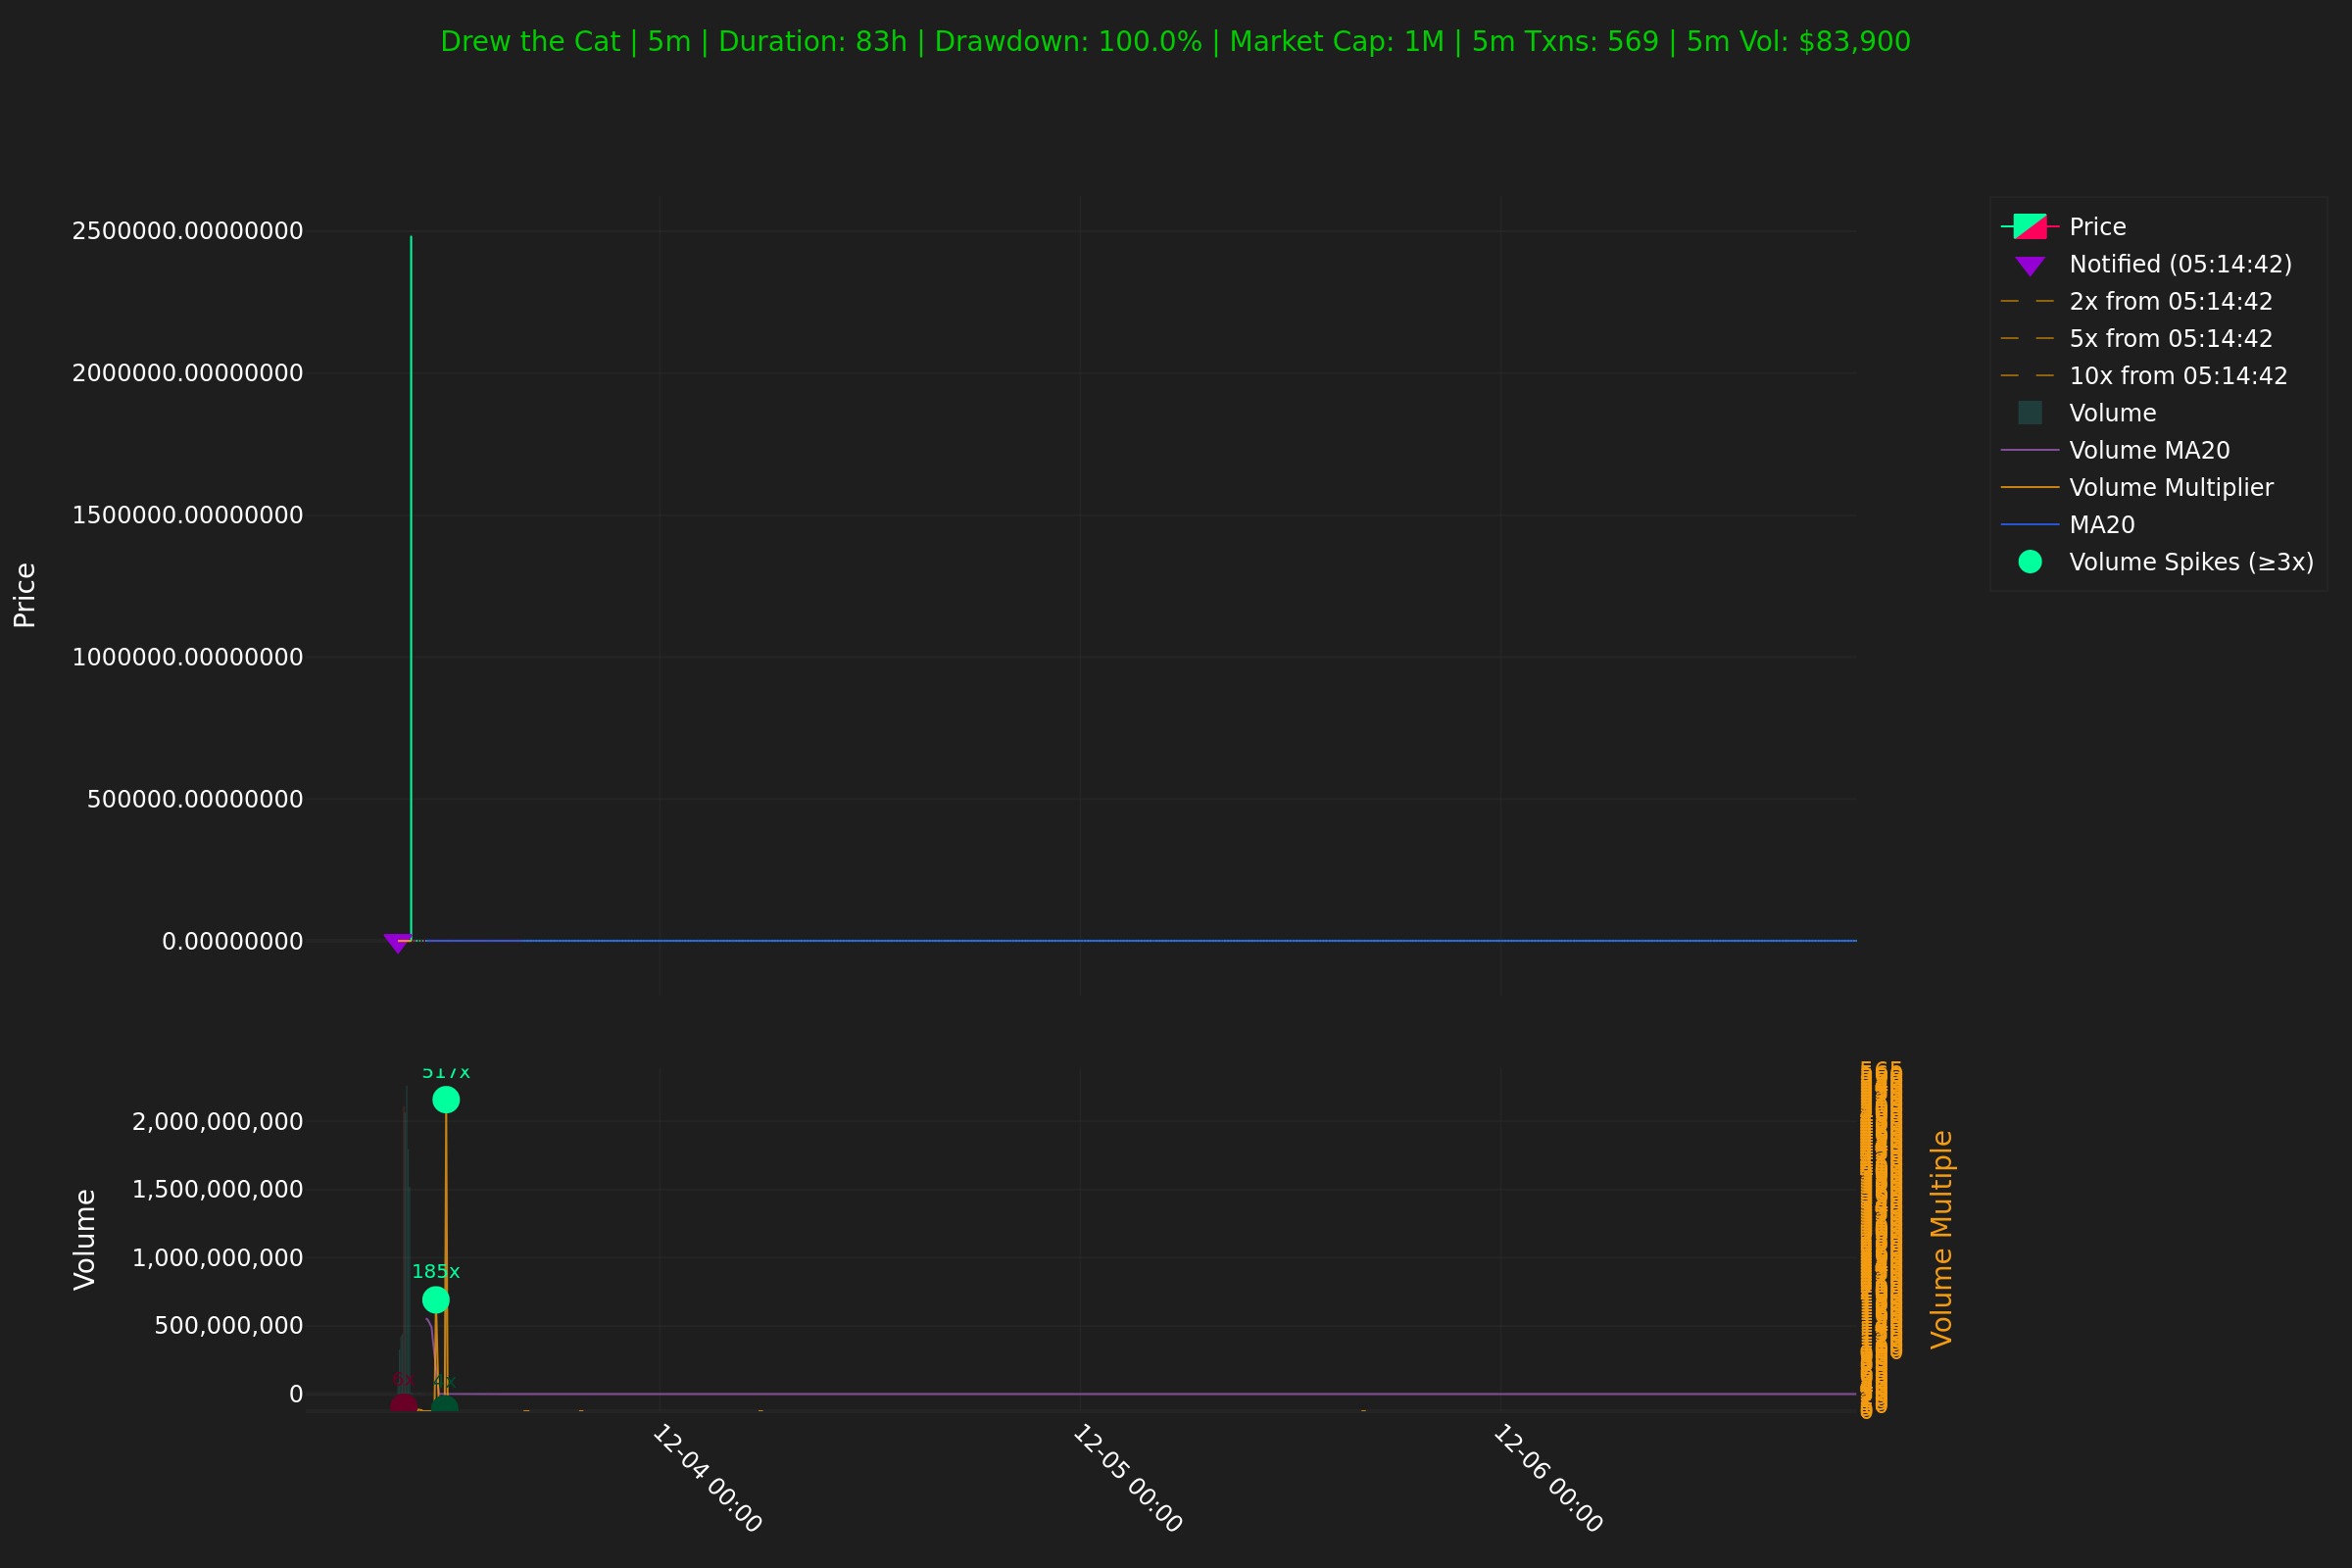 Drew the Cat | 5m | Duration: 83h | Drawdown: 100.0% | Market Cap: 1M | 5m Txns: 569 | 5m Vol: $83,900
Price
2500000.00000000
2000000.00000000
1500000.00000000
1000000.00000000
500000.00000000
0.00000000
Price
Notified (05:14:42)
2x from 05:14:42
5x from 05:14:42
10x from 05:14:42
Volume
Volume MA20
Volume Multiplier
MA20
Volume Spikes (≥3x)
Volume
2,000,000,000
1,500,000,000
1,000,000,000
500,000,000
0
517x
185x
6x
4x
Volume Multiple
12-04 00:00
12-05 00:00
12-06 00:00